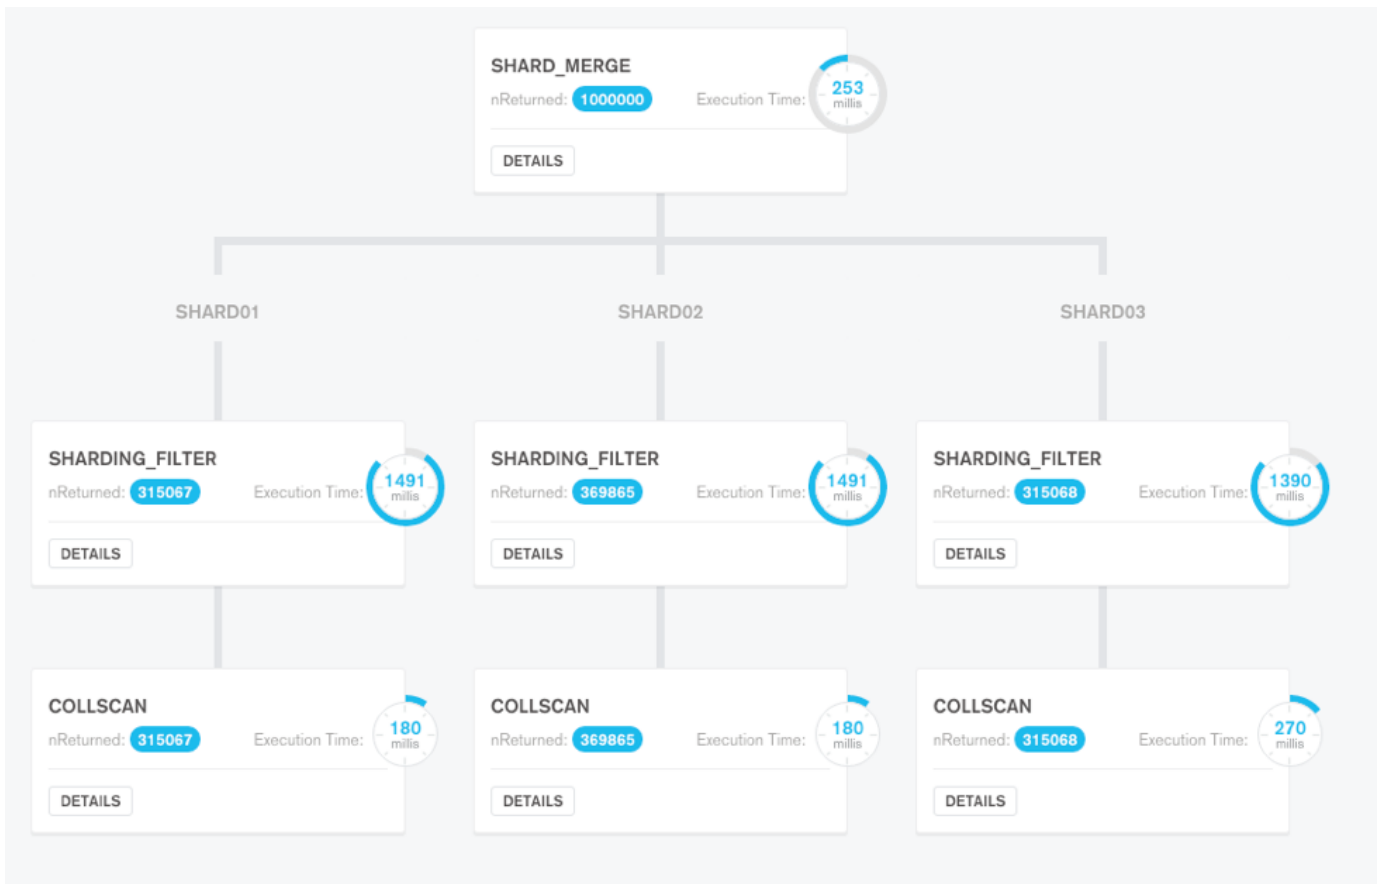 SHARD_MERGE
nReturned: 1000000 Execution Time: 253 millis
DETAILS
SHARD01 SHARD02 SHARD03
SHARDING_FILTER
nReturned: 315067 Execution Time: 1491 millis
DETAILS
SHARDING_FILTER
nReturned: 369865 Execution Time: 1491 millis
DETAILS
SHARDING_FILTER
nReturned: 315068 Execution Time: 1390 millis
DETAILS
COLLSCAN
nReturned: 315067 Execution Time: 180 millis
DETAILS
COLLSCAN
nReturned: 369865 Execution Time: 180 millis
DETAILS
COLLSCAN
nReturned: 315068 Execution Time: 270 millis
DETAILS